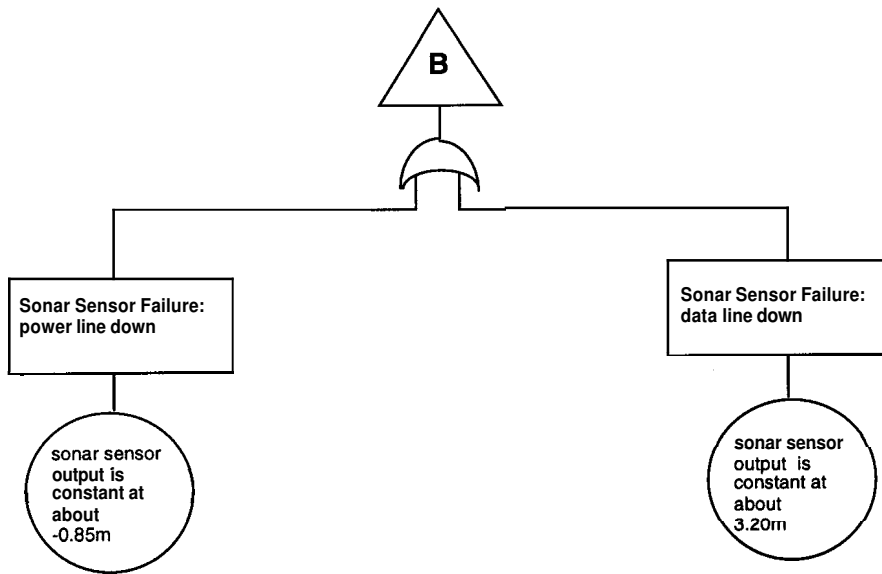 B
Sonar Sensor Failure:
power line down
Sonar Sensor Failure:
data line down
sonar sensor
output is
constant at
about
-0.85m
sonar sensor
output is
constant at
about
3.20m